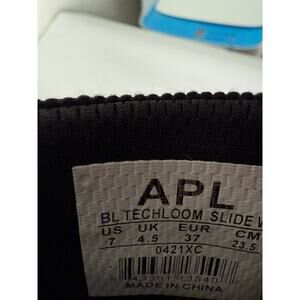 APL
BL TECHLOOM SLIDE W
US UK EUR CM
7 4.5 37 23.5
0421XC
MADE IN CHINA